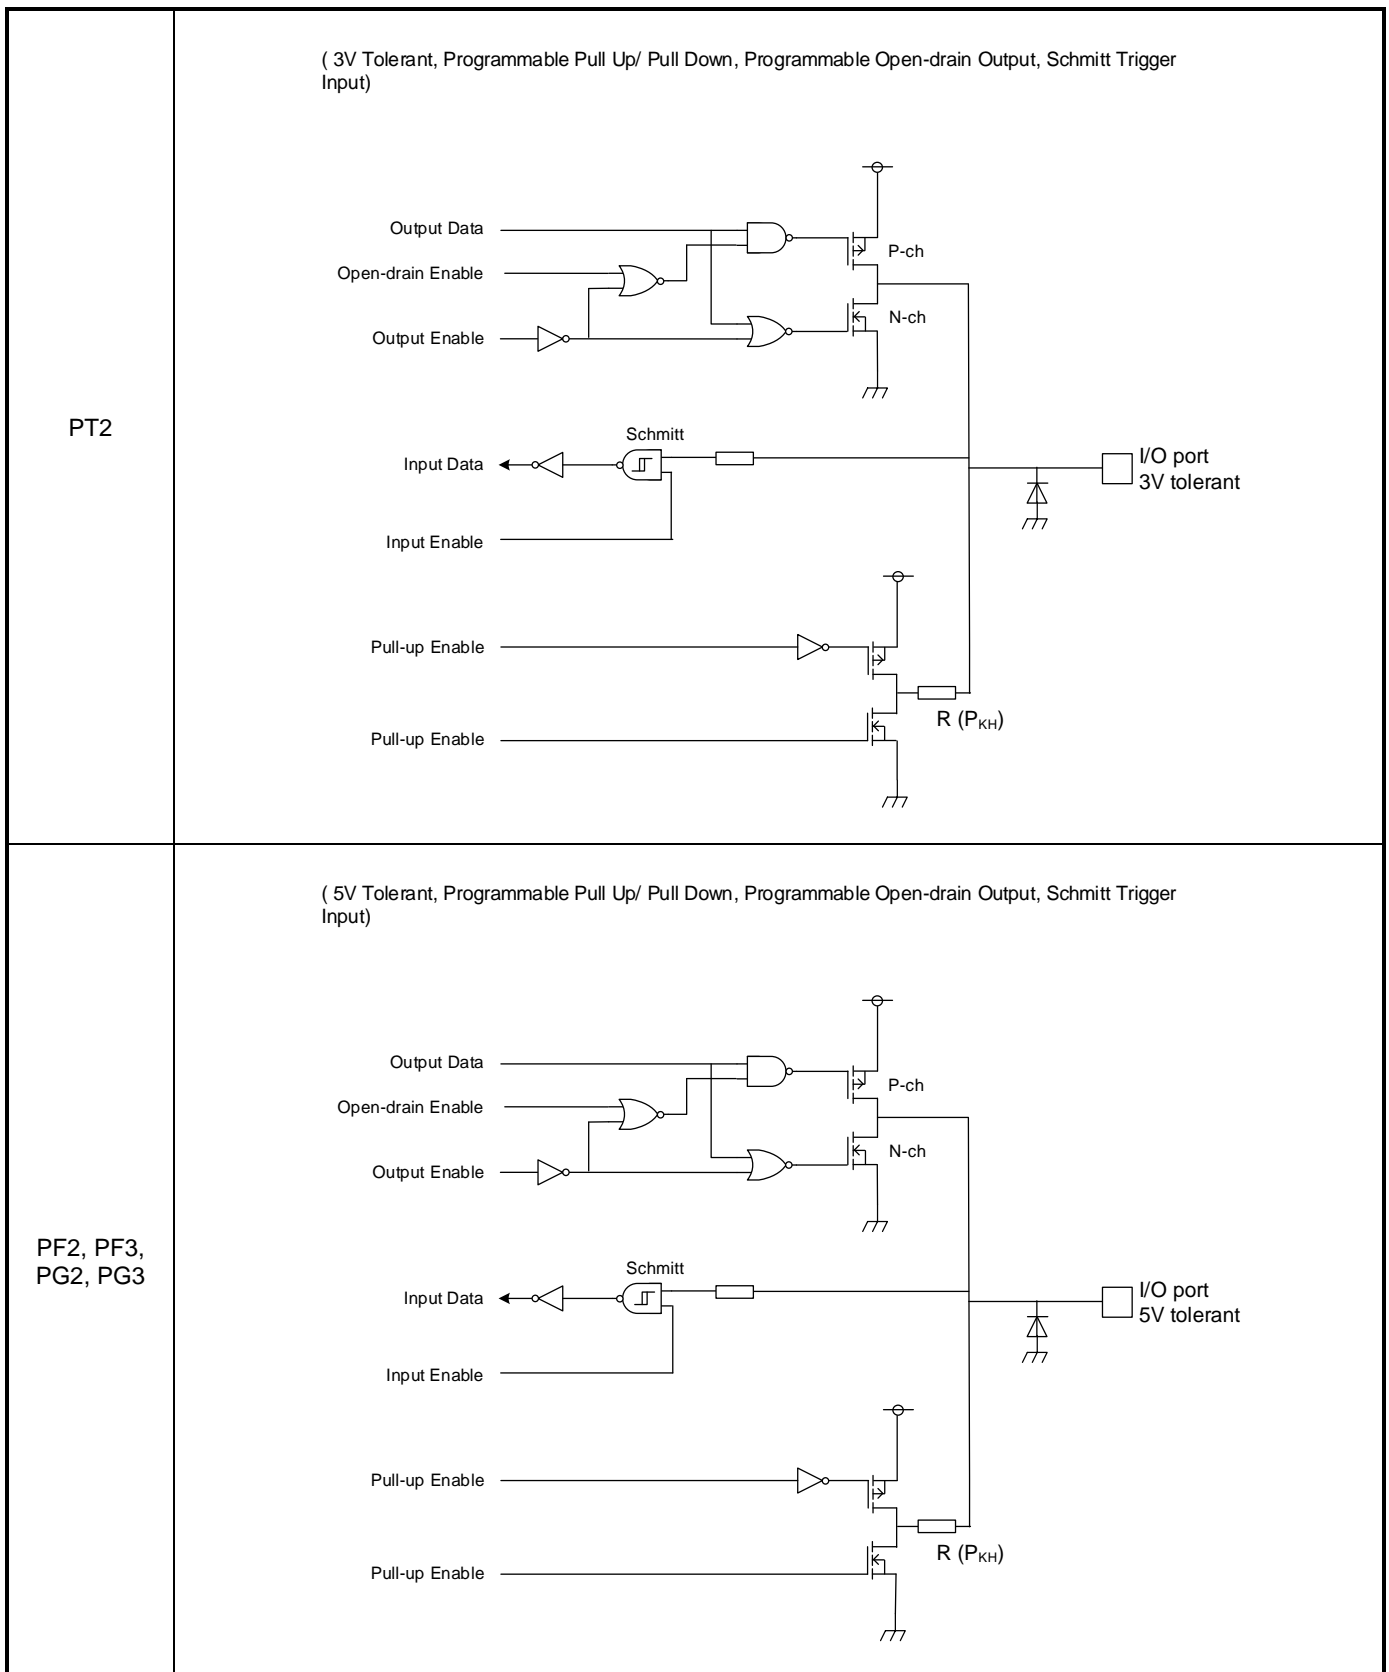 ( 3V Tolerant, Programmable Pull Up/ Pull Down, Programmable Open-drain Output, Schmitt Trigger
Input)
Output Data
P-ch
Open-drain Enable
N-ch
Output Enable
PT2
Schmitt
Input Data
I/O port
3V tolerant
Input Enable
Pull-up Enable
R (PKH)
Pull-up Enable
( 5V Tolerant, Programmable Pull Up/ Pull Down, Programmable Open-drain Output, Schmitt Trigger
Input)
Output Data
P-ch
Open-drain Enable
N-ch
Output Enable
PF2, PF3,
PG2, PG3
Schmitt
Input Data
I/O port
5V tolerant
Input Enable
Pull-up Enable
R (PKH)
Pull-up Enable